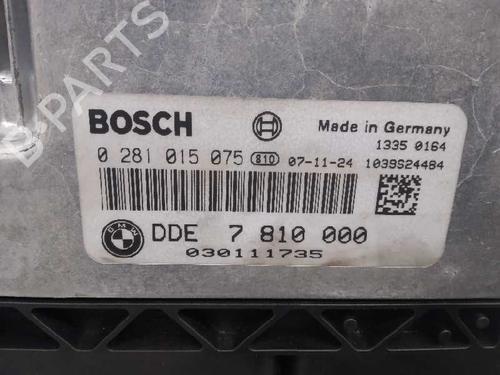 B-PARTS
BOSCH
Made in Germany
1335 0164
0 281 015 075 810 07-11-24 1039S24484
BMW
DDE 7 810 000
030111735